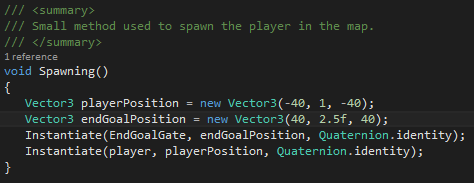 /// <summary>
/// Small method used to spawn the player in the map.
/// </summary>
1 reference
void Spawning()
{
Vector3 playerPosition = new Vector3(-40, 1, -40);
Vector3 endGoalPosition = new Vector3(40, 2.5f, 40);
Instantiate(EndGoalGate, endGoalPosition, Quaternion.identity);
Instantiate(player, playerPosition, Quaternion.identity);
}